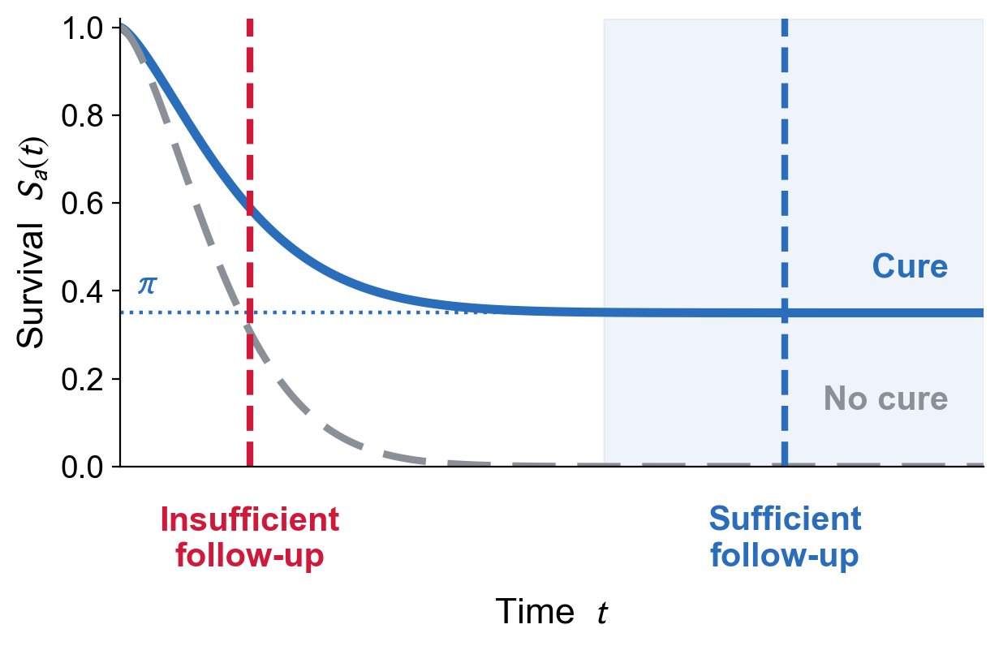 1.0
0.8
0.6
0.4
0.2
0.0
Survival S_a(t)
π
Cure
No cure
Insufficient
follow-up
Sufficient
follow-up
Time t